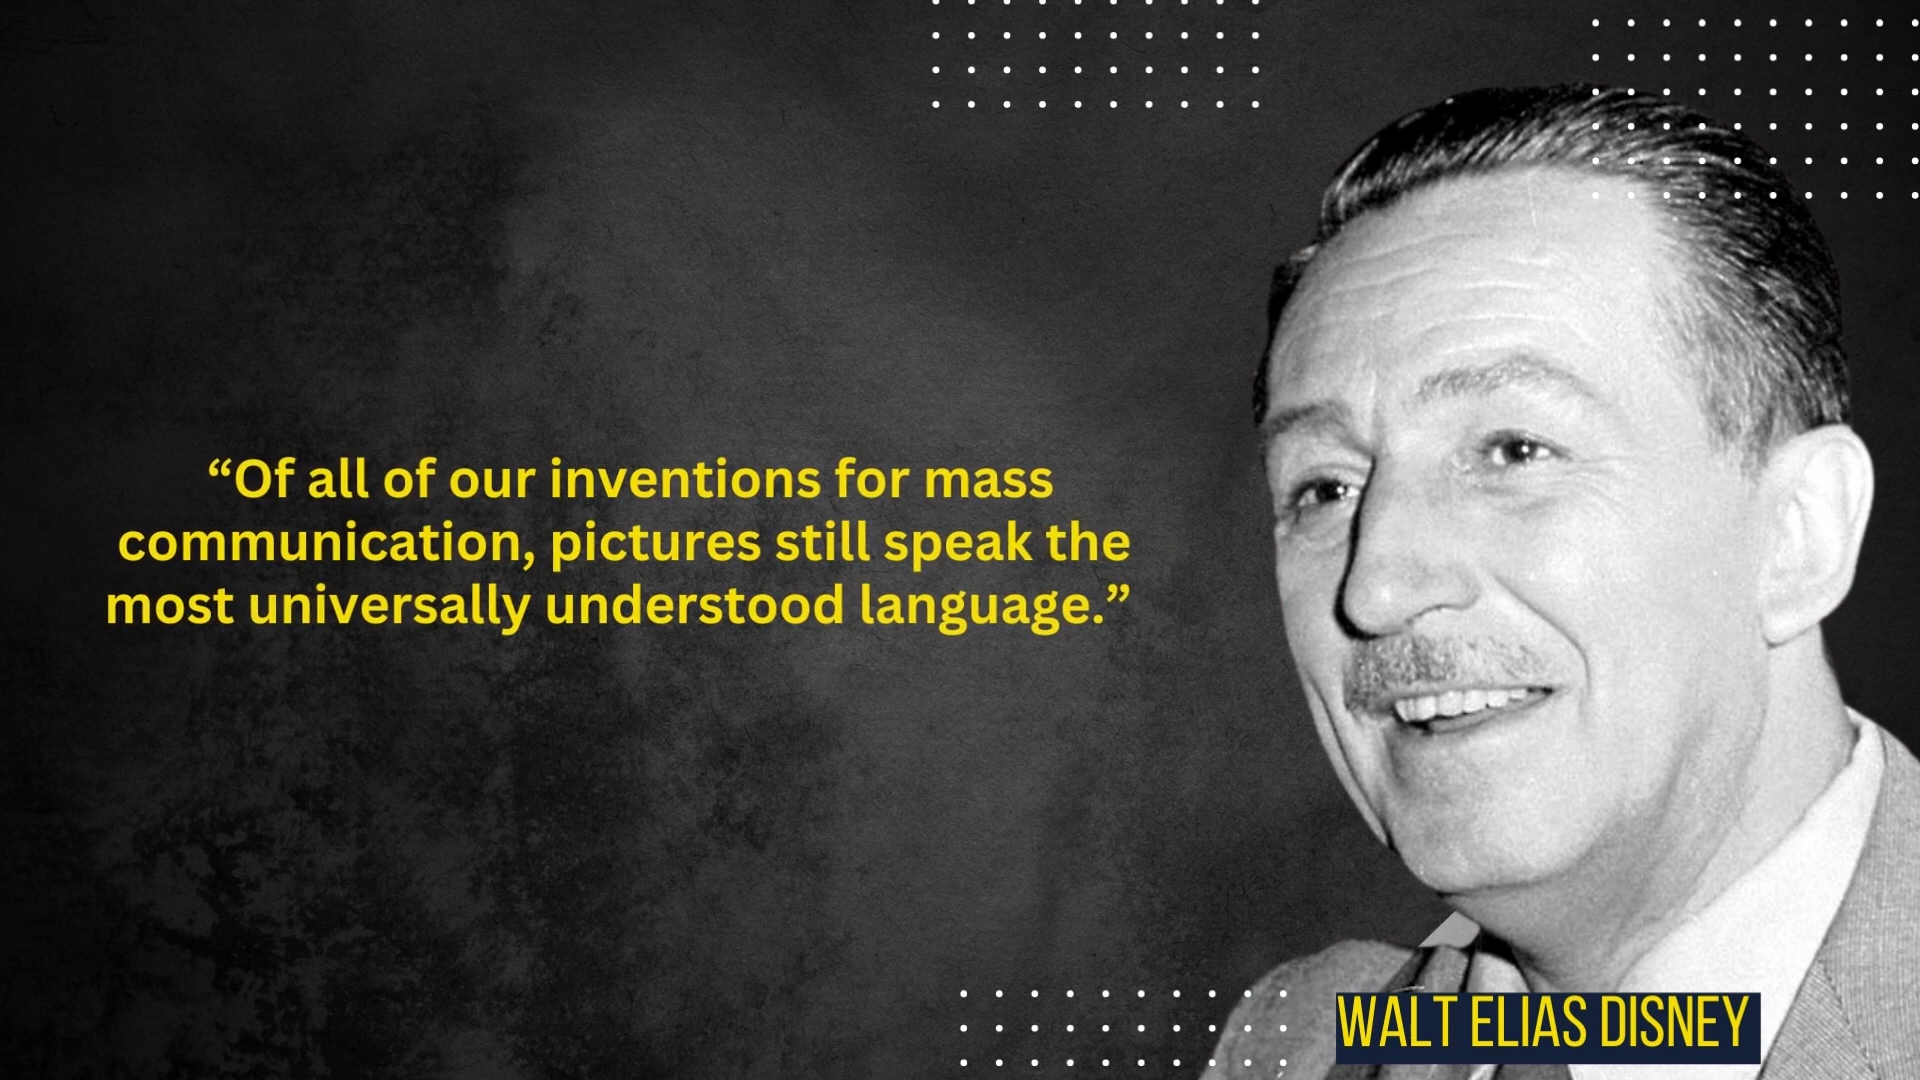 “Of all of our inventions for mass
communication, pictures still speak the
most universally understood language.”
WALT ELIAS DISNEY